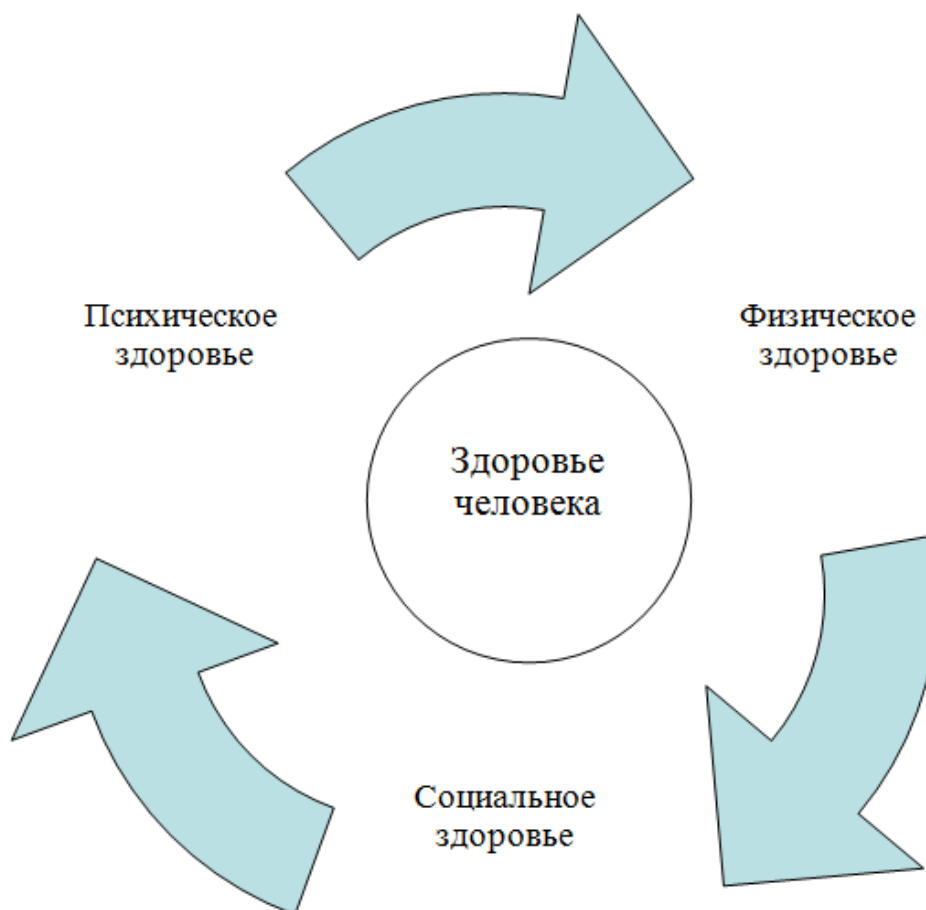 Психическое
здоровье
Физическое
здоровье
Здоровье
человека
Социальное
здоровье